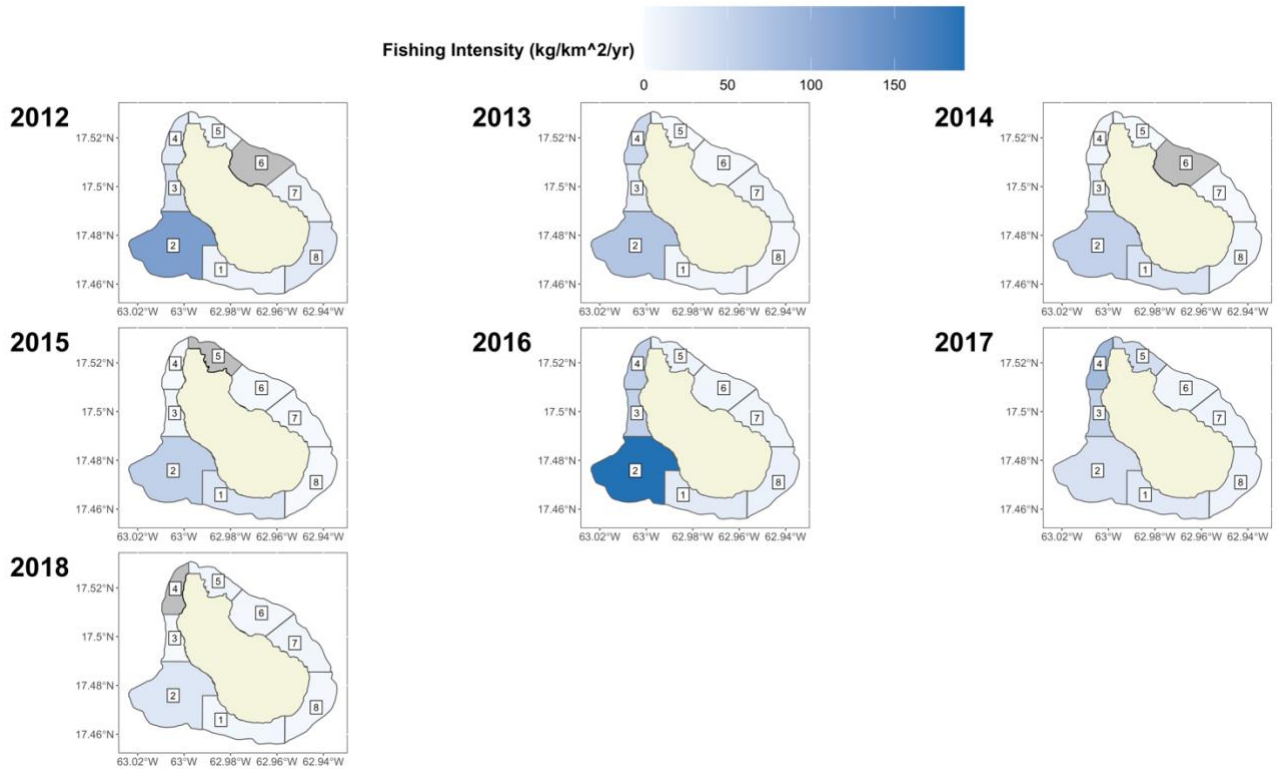 Fishing Intensity (kg/km^2/yr)
0 50 100 150
2012 2013 2014
17.52°N 4 5 17.52°N 4 5 17.52°N 4 5
6 6 6
17.5°N 3 7 17.5°N 3 7 17.5°N 3 7
17.48°N 2 17.48°N 2 17.48°N 2
1 8 1 8 1 8
17.46°N 17.46°N 17.46°N
63.02°W 63°W 62.98°W 62.96°W 62.94°W 63.02°W 63°W 62.98°W 62.96°W 62.94°W 63.02°W 63°W 62.98°W 62.96°W 62.94°W
2015 2016 2017
17.52°N 4 5 17.52°N 4 5 17.52°N 4 5
6 6 6
17.5°N 3 7 17.5°N 3 7 17.5°N 3 7
17.48°N 2 17.48°N 2 17.48°N 2
1 8 1 8 1 8
17.46°N 17.46°N 17.46°N
63.02°W 63°W 62.98°W 62.96°W 62.94°W 63.02°W 63°W 62.98°W 62.96°W 62.94°W 63.02°W 63°W 62.98°W 62.96°W 62.94°W
2018
17.52°N 4 5
6
17.5°N 3 7
17.48°N 2
1 8
17.46°N
63.02°W 63°W 62.98°W 62.96°W 62.94°W